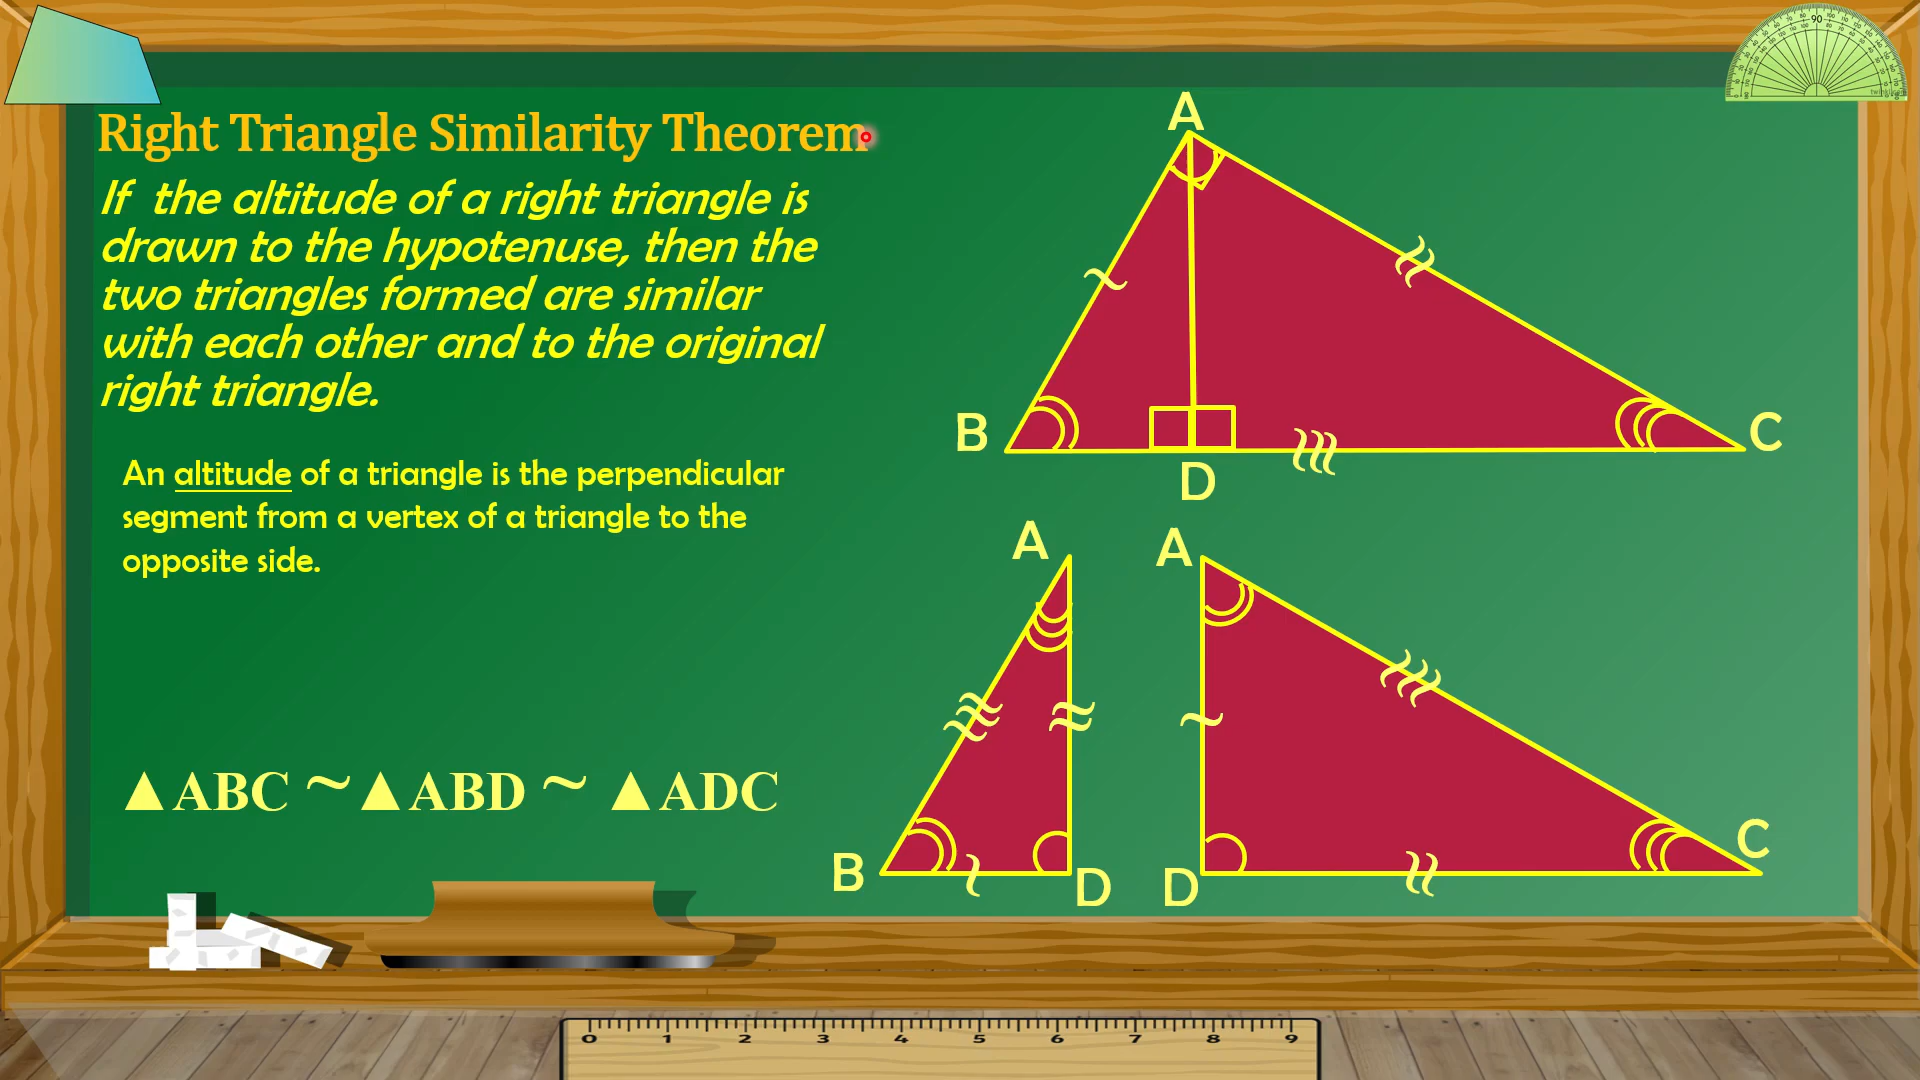 90
Right Triangle Similarity Theorem
If the altitude of a right triangle is
drawn to the hypotenuse, then the
two triangles formed are similar
with each other and to the original
right triangle.
An altitude of a triangle is the perpendicular
segment from a vertex of a triangle to the
opposite side.
▲ABC ~▲ABD ~ ▲ADC
A
B
C
D
A
A
B
D
D
C
0 1 2 3 4 5 6 7 8 9